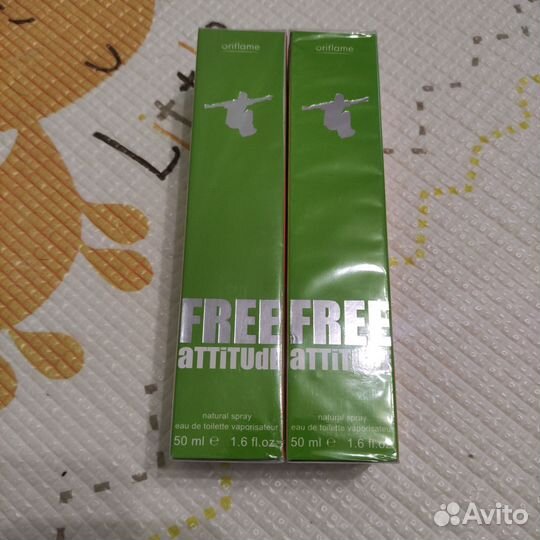 oriflame
FREE
aTTiTUdE
natural spray
eau de toilette vaporisateur
50 ml e 1.6 fl.oz
oriflame
FREE
aTTiTUdE
natural spray
eau de toilette vaporisateur
50 ml e 1.6 fl.oz
Avito